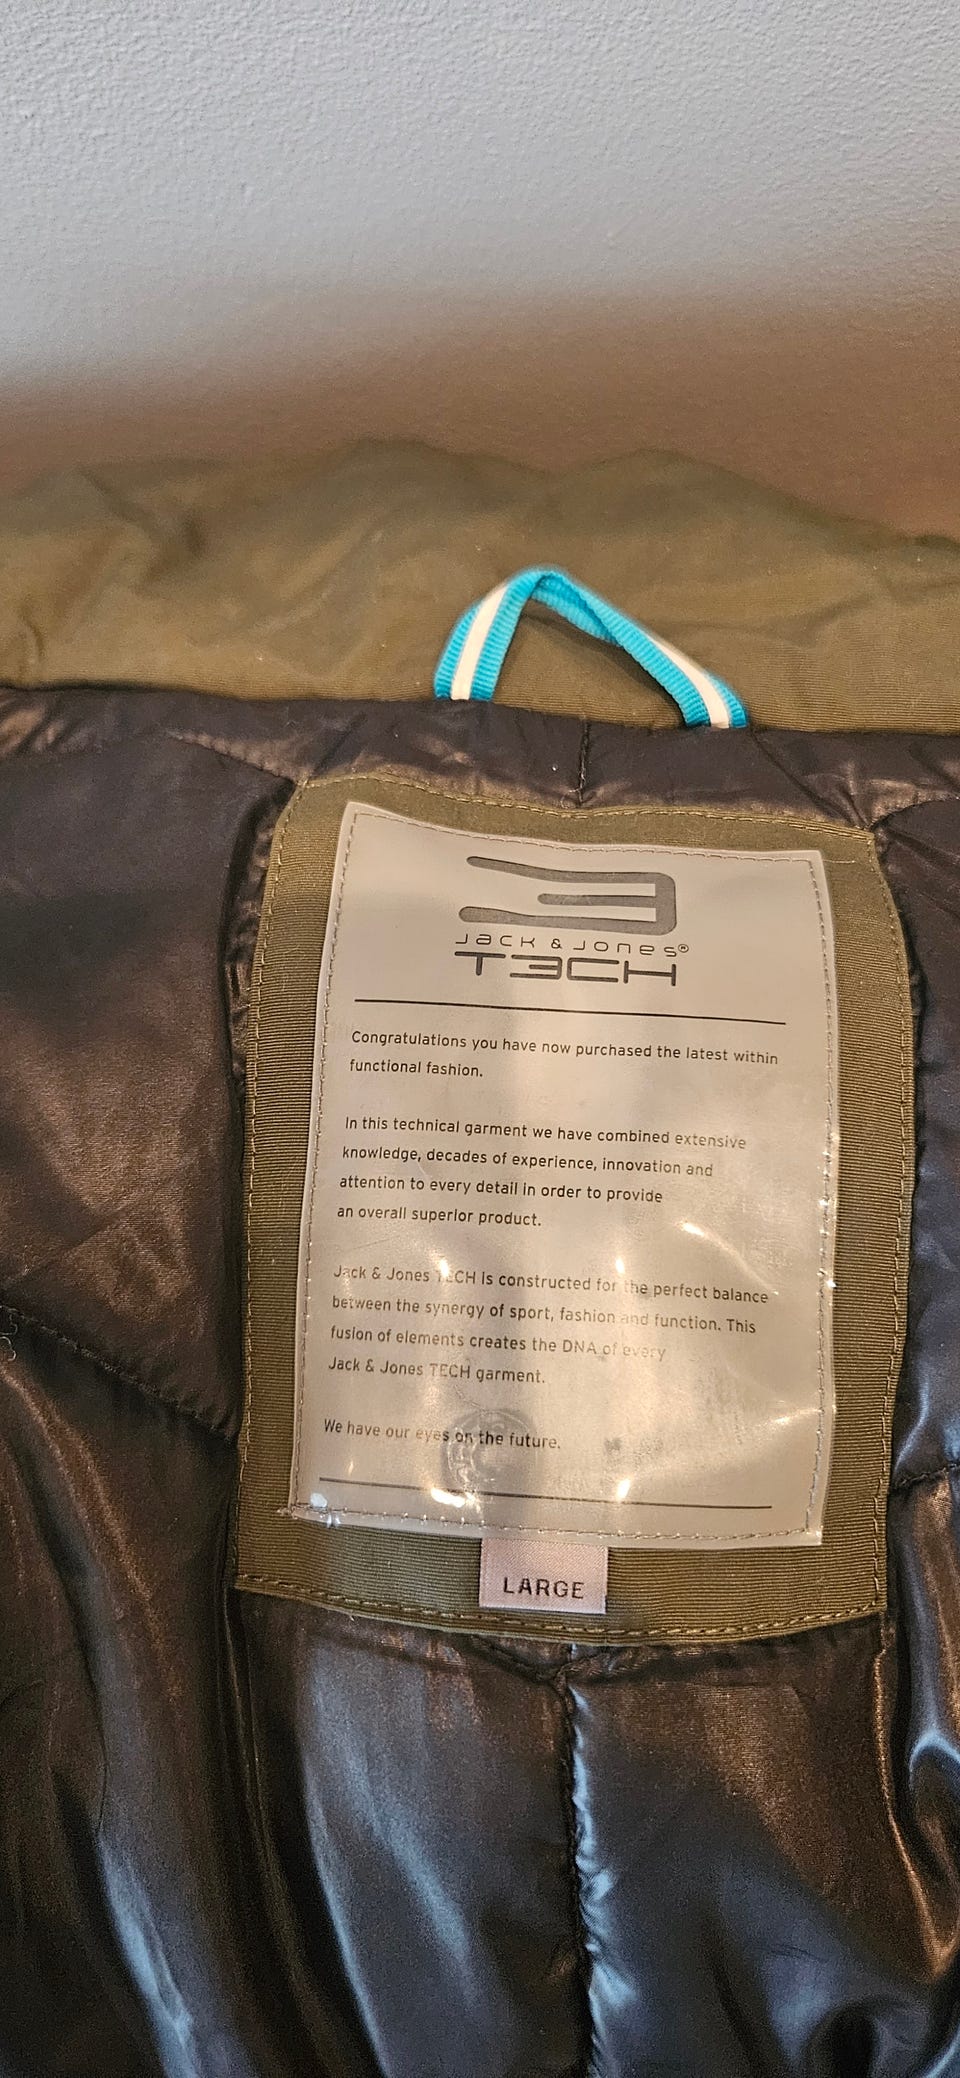 Jack & Jones®
TECH
Congratulations you have now purchased the latest within
functional fashion.
In this technical garment we have combined extensive
knowledge, decades of experience, innovation and
attention to every detail in order to provide
an overall superior product.
Jack & Jones TECH is constructed for the perfect balance
between the synergy of sport, fashion and function. This
fusion of elements creates the DNA of every
Jack & Jones TECH garment.
We have our eyes on the future.
LARGE